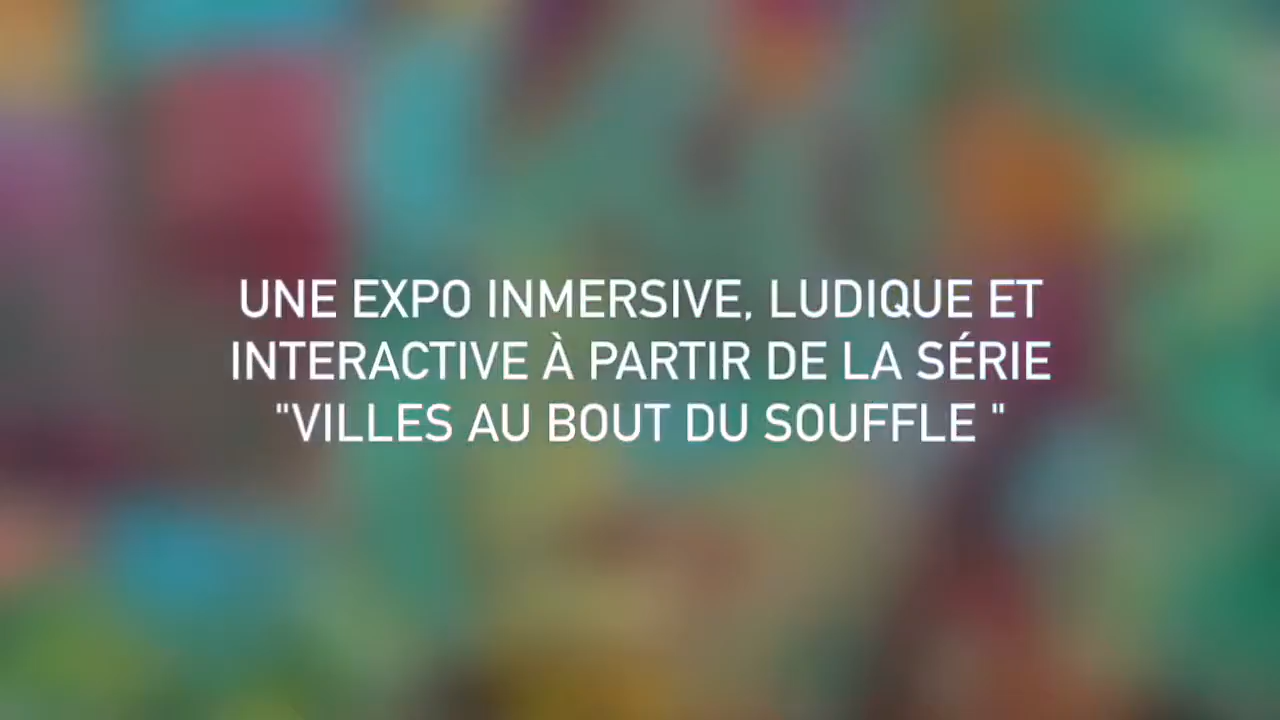 UNE EXPO INMERSIVE, LUDIQUE ET
INTERACTIVE À PARTIR DE LA SÉRIE
"VILLES AU BOUT DU SOUFFLE "